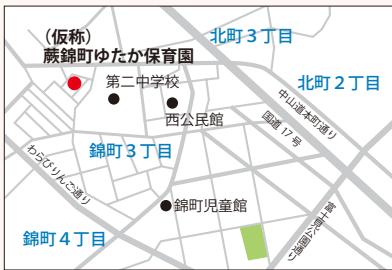 (仮称)
蕨錦町ゆたか保育園
北町3丁目
第二中学校
北町2丁目
西公民館
中山道本町通り
国道17号
錦町3丁目
わらびりんご通り
錦町児童館
富士見公園通り
錦町4丁目